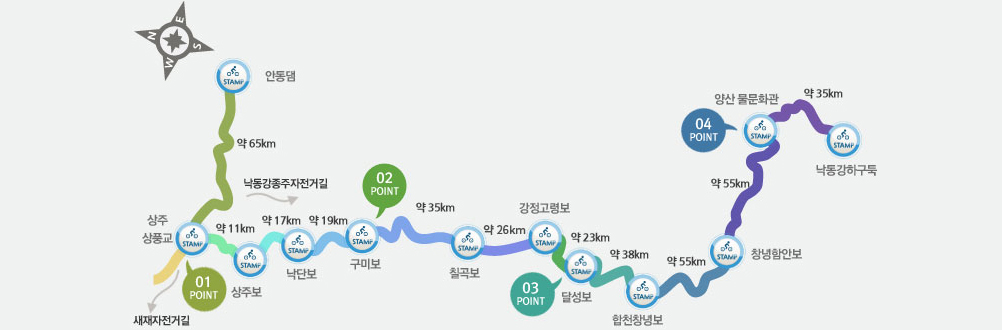 N
E
W
S
STAMP
안동댐
약 65km
낙동강종주자전거길
상주
상풍교
STAMP
01
POINT
새재자전거길
약 11km
STAMP
상주보
약 17km
STAMP
낙단보
약 19km
02
POINT
STAMP
구미보
약 35km
STAMP
칠곡보
약 26km
강정고령보
STAMP
약 23km
03
POINT
STAMP
달성보
약 38km
STAMP
합천창녕보
약 55km
STAMP
창녕함안보
약 55km
04
POINT
양산 물문화관
STAMP
약 35km
STAMP
낙동강하구둑